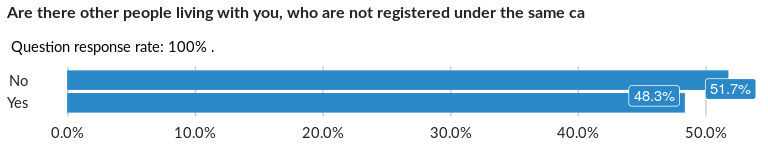 Are there other people living with you, who are not registered under the same ca
Question response rate: 100% .
No
51.7%
Yes
48.3%
0.0% 10.0% 20.0% 30.0% 40.0% 50.0%